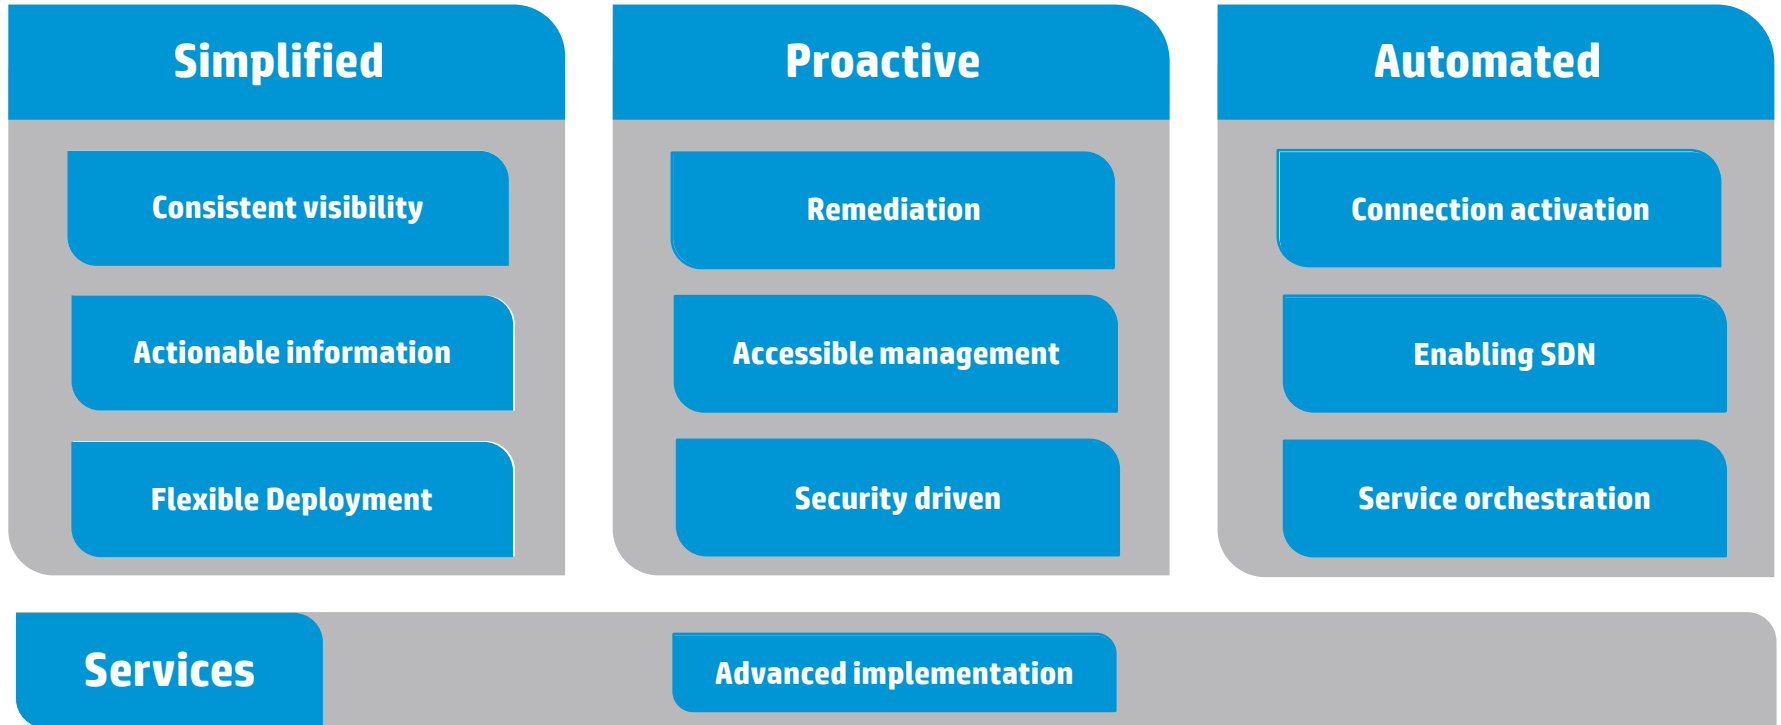 Simplified
Consistent visibility
Actionable information
Flexible Deployment
Proactive
Remediation
Accessible management
Security driven
Automated
Connection activation
Enabling SDN
Service orchestration
Services
Advanced implementation